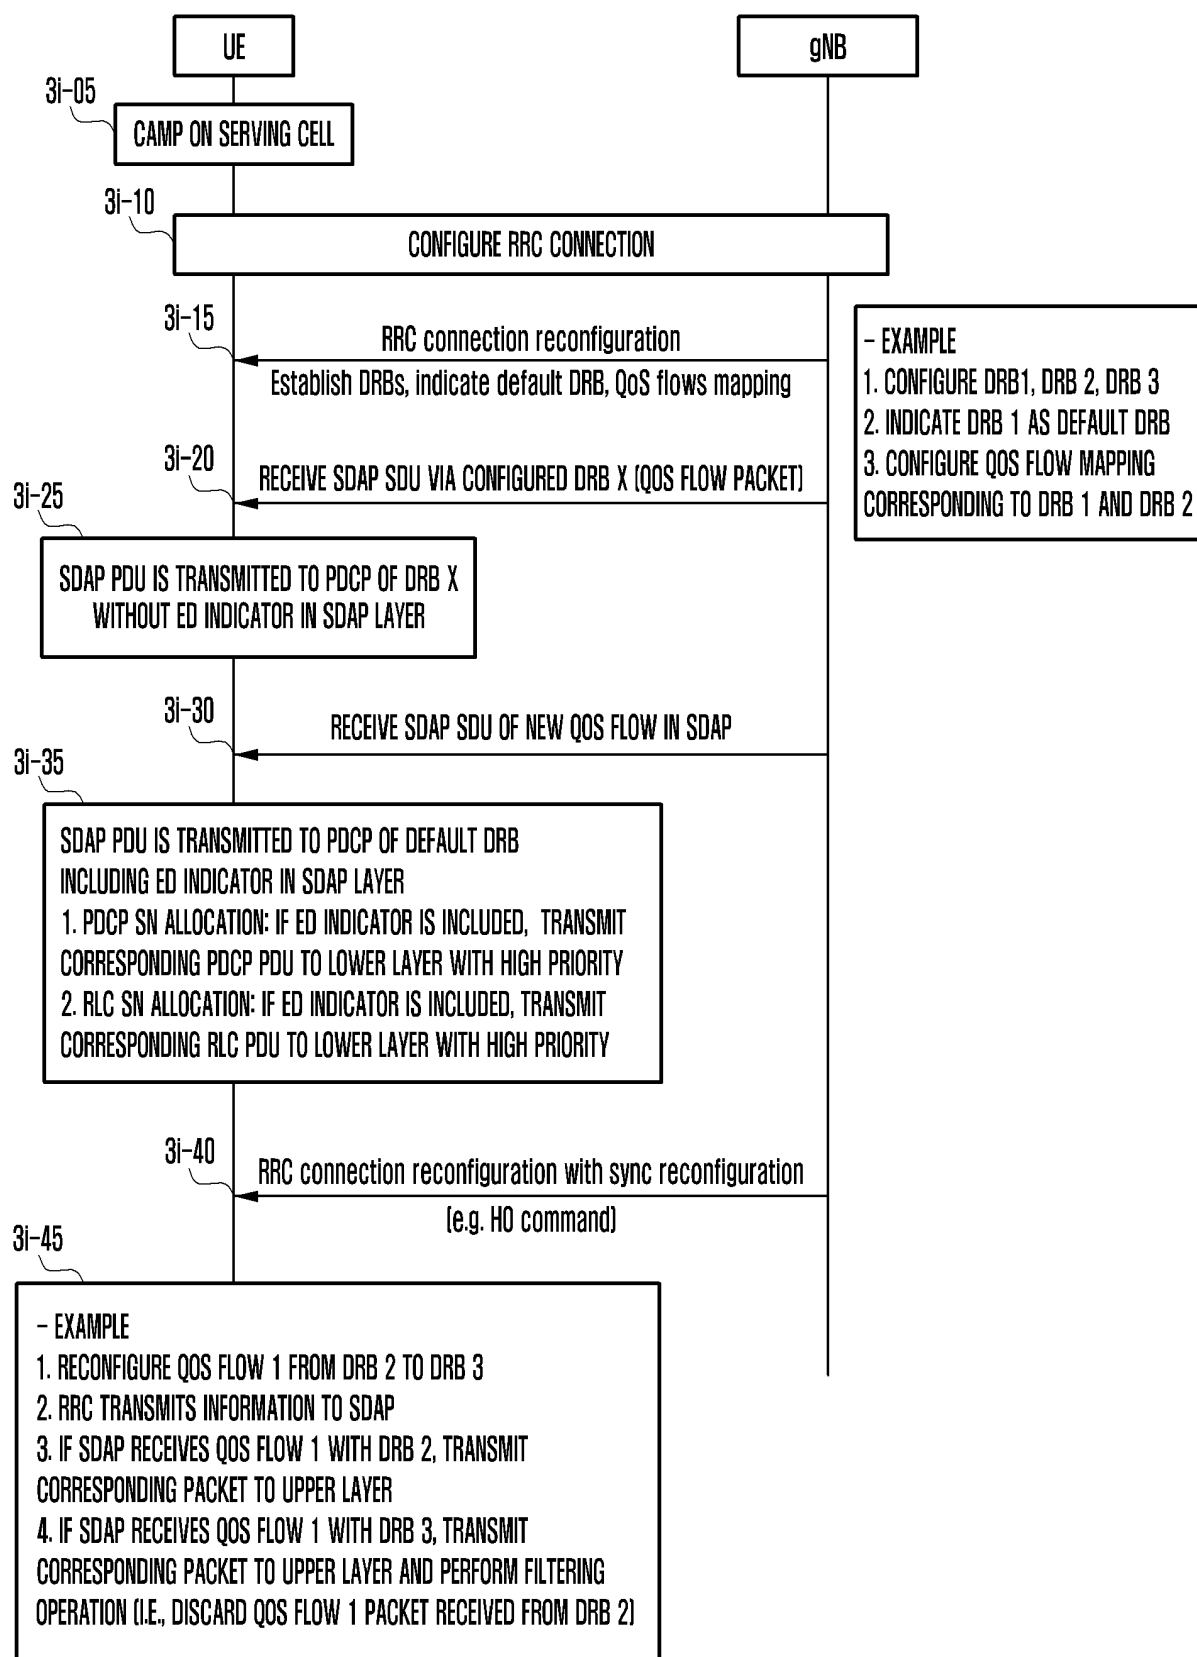 UE
gNB
3i-05
CAMP ON SERVING CELL
3i-10
CONFIGURE RRC CONNECTION
3i-15
RRC connection reconfiguration
Establish DRBs, indicate default DRB, QoS flows mapping
- EXAMPLE
1. CONFIGURE DRB1, DRB 2, DRB 3
2. INDICATE DRB 1 AS DEFAULT DRB
3. CONFIGURE QOS FLOW MAPPING
CORRESPONDING TO DRB 1 AND DRB 2
3i-20
RECEIVE SDAP SDU VIA CONFIGURED DRB X (QOS FLOW PACKET)
3i-25
SDAP PDU IS TRANSMITTED TO PDCP OF DRB X
WITHOUT ED INDICATOR IN SDAP LAYER
3i-30
RECEIVE SDAP SDU OF NEW QOS FLOW IN SDAP
3i-35
SDAP PDU IS TRANSMITTED TO PDCP OF DEFAULT DRB
INCLUDING ED INDICATOR IN SDAP LAYER
1. PDCP SN ALLOCATION: IF ED INDICATOR IS INCLUDED, TRANSMIT
CORRESPONDING PDCP PDU TO LOWER LAYER WITH HIGH PRIORITY
2. RLC SN ALLOCATION: IF ED INDICATOR IS INCLUDED, TRANSMIT
CORRESPONDING RLC PDU TO LOWER LAYER WITH HIGH PRIORITY
3i-40
RRC connection reconfiguration with sync reconfiguration
(e.g. HO command)
3i-45
- EXAMPLE
1. RECONFIGURE QOS FLOW 1 FROM DRB 2 TO DRB 3
2. RRC TRANSMITS INFORMATION TO SDAP
3. IF SDAP RECEIVES QOS FLOW 1 WITH DRB 2, TRANSMIT
CORRESPONDING PACKET TO UPPER LAYER
4. IF SDAP RECEIVES QOS FLOW 1 WITH DRB 3, TRANSMIT
CORRESPONDING PACKET TO UPPER LAYER AND PERFORM FILTERING
OPERATION (I.E., DISCARD QOS FLOW 1 PACKET RECEIVED FROM DRB 2)